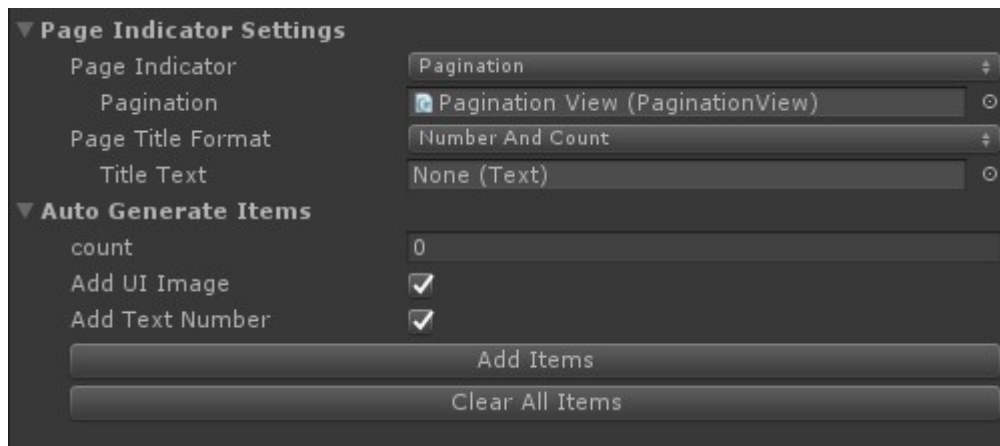 Page Indicator Settings
Page Indicator Pagination
Pagination Pagination View (PaginationView)
Page Title Format Number And Count
Title Text None (Text)
Auto Generate Items
count 0
Add UI Image
Add Text Number
Add Items
Clear All Items